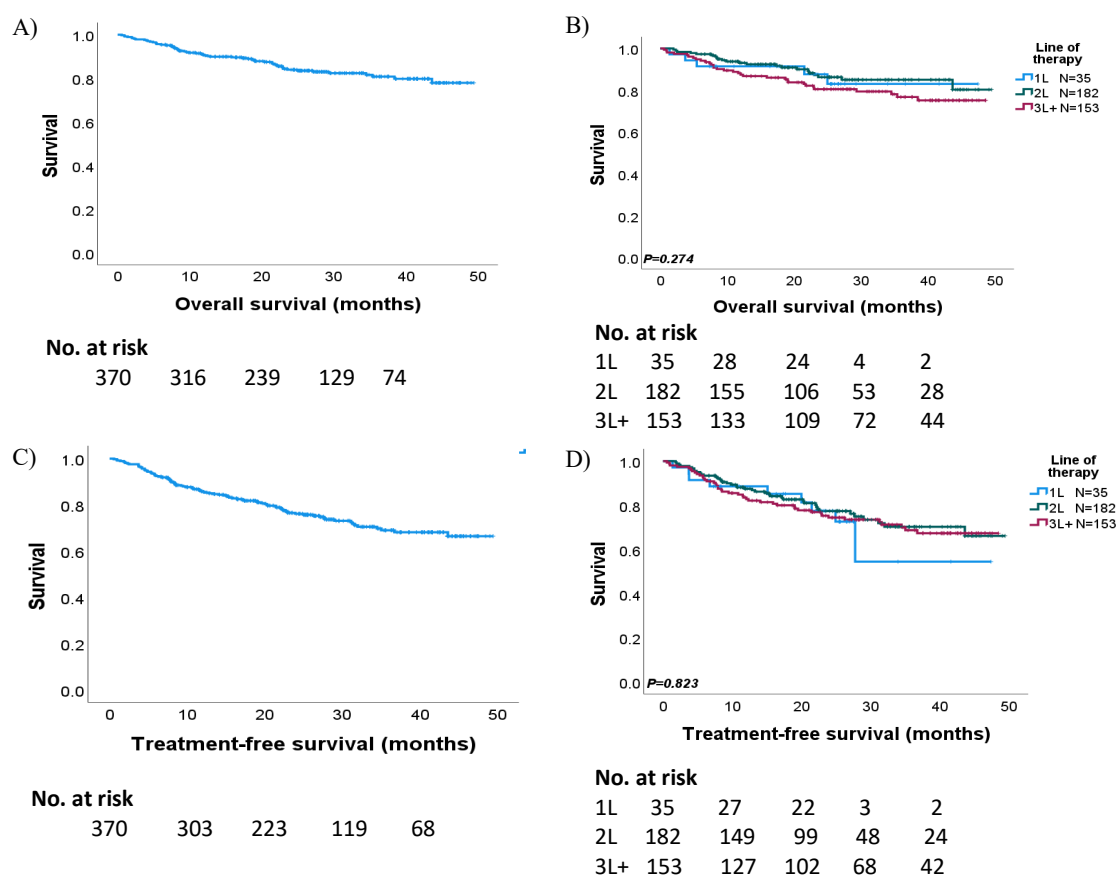 A)
1.0
0.8
0.6
0.4
0.2
0.0
Survival
0 10 20 30 40 50
Overall survival (months)
No. at risk
370 316 239 129 74
B)
1.0
0.8
0.6
0.4
0.2
0.0
Survival
P=0.274
0 10 20 30 40 50
Overall survival (months)
Line of
therapy
1L N=35
2L N=182
3L+ N=153
No. at risk
1L 35 28 24 4 2
2L 182 155 106 53 28
3L+ 153 133 109 72 44
C)
1.0
0.8
0.6
0.4
0.2
0.0
Survival
0 10 20 30 40 50
Treatment-free survival (months)
No. at risk
370 303 223 119 68
D)
1.0
0.8
0.6
0.4
0.2
0.0
Survival
P=0.823
0 10 20 30 40 50
Treatment-free survival (months)
Line of
therapy
1L N=35
2L N=182
3L+ N=153
No. at risk
1L 35 27 22 3 2
2L 182 149 99 48 24
3L+ 153 127 102 68 42